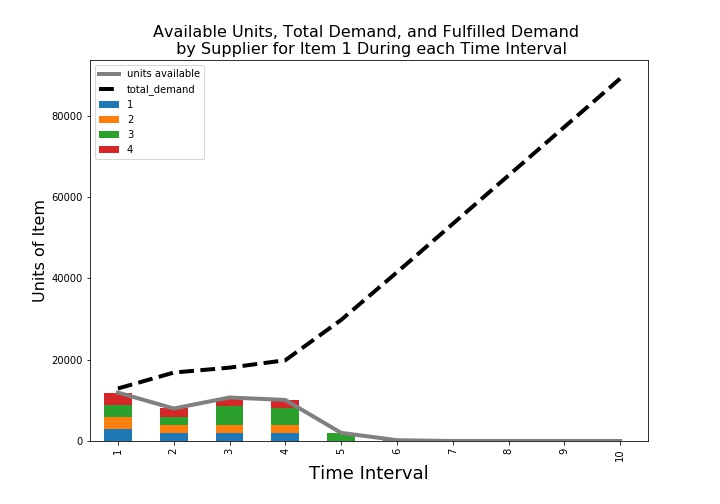 Available Units, Total Demand, and Fulfilled Demand
by Supplier for Item 1 During each Time Interval
units available
total_demand
1
2
3
4
Units of Item
80000
60000
40000
20000
0
1 2 3 4 5 6 7 8 9 10
Time Interval